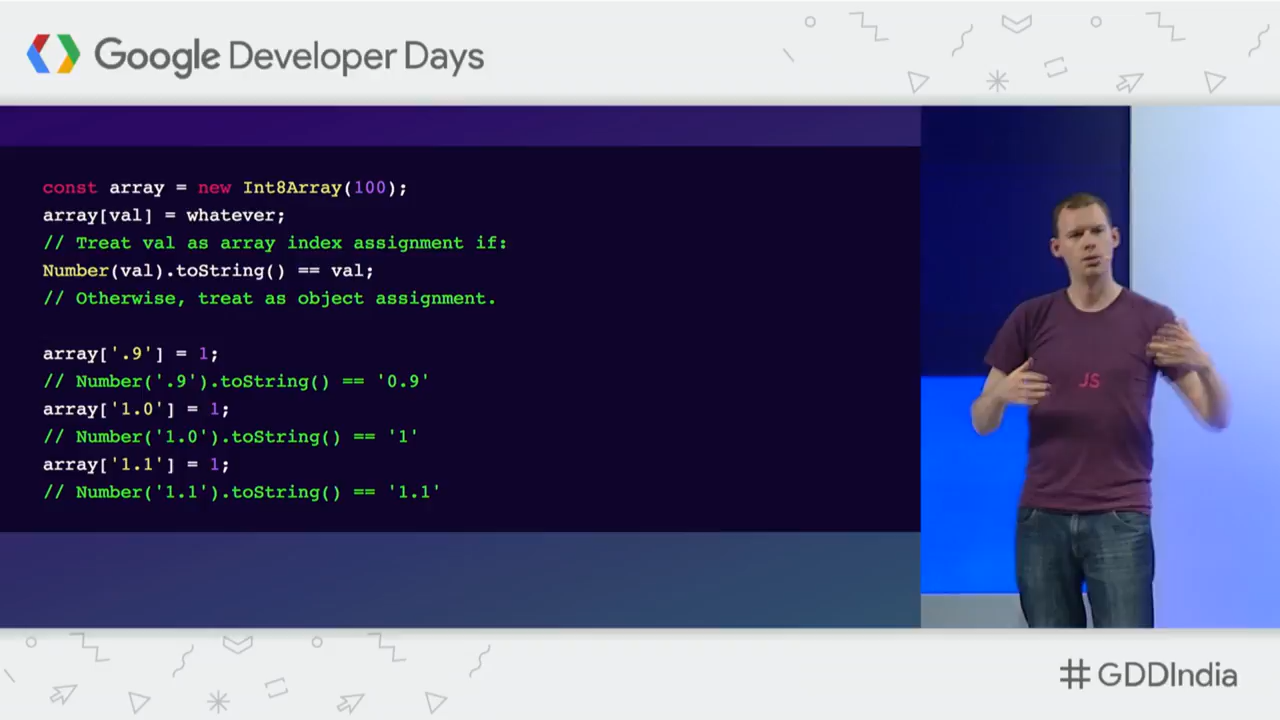 Google Developer Days
const array = new Int8Array(100);
array[val] = whatever;
// Treat val as array index assignment if:
Number(val).toString() == val;
// Otherwise, treat as object assignment.
array['.9'] = 1;
// Number('.9').toString() == '0.9'
array['1.0'] = 1;
// Number('1.0').toString() == '1'
array['1.1'] = 1;
// Number('1.1').toString() == '1.1'
JS
#GDDIndia